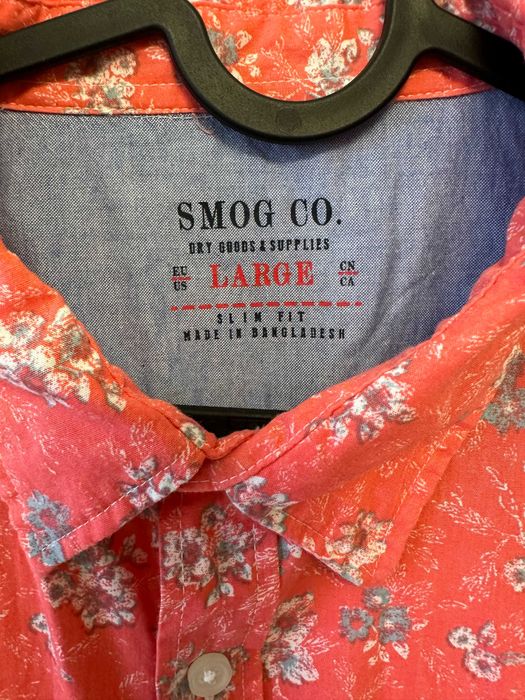 SMOG CO.
DRY GOODS & SUPPLIES
EU US LARGE CN CA
SLIM FIT
MADE IN BANGLADESH